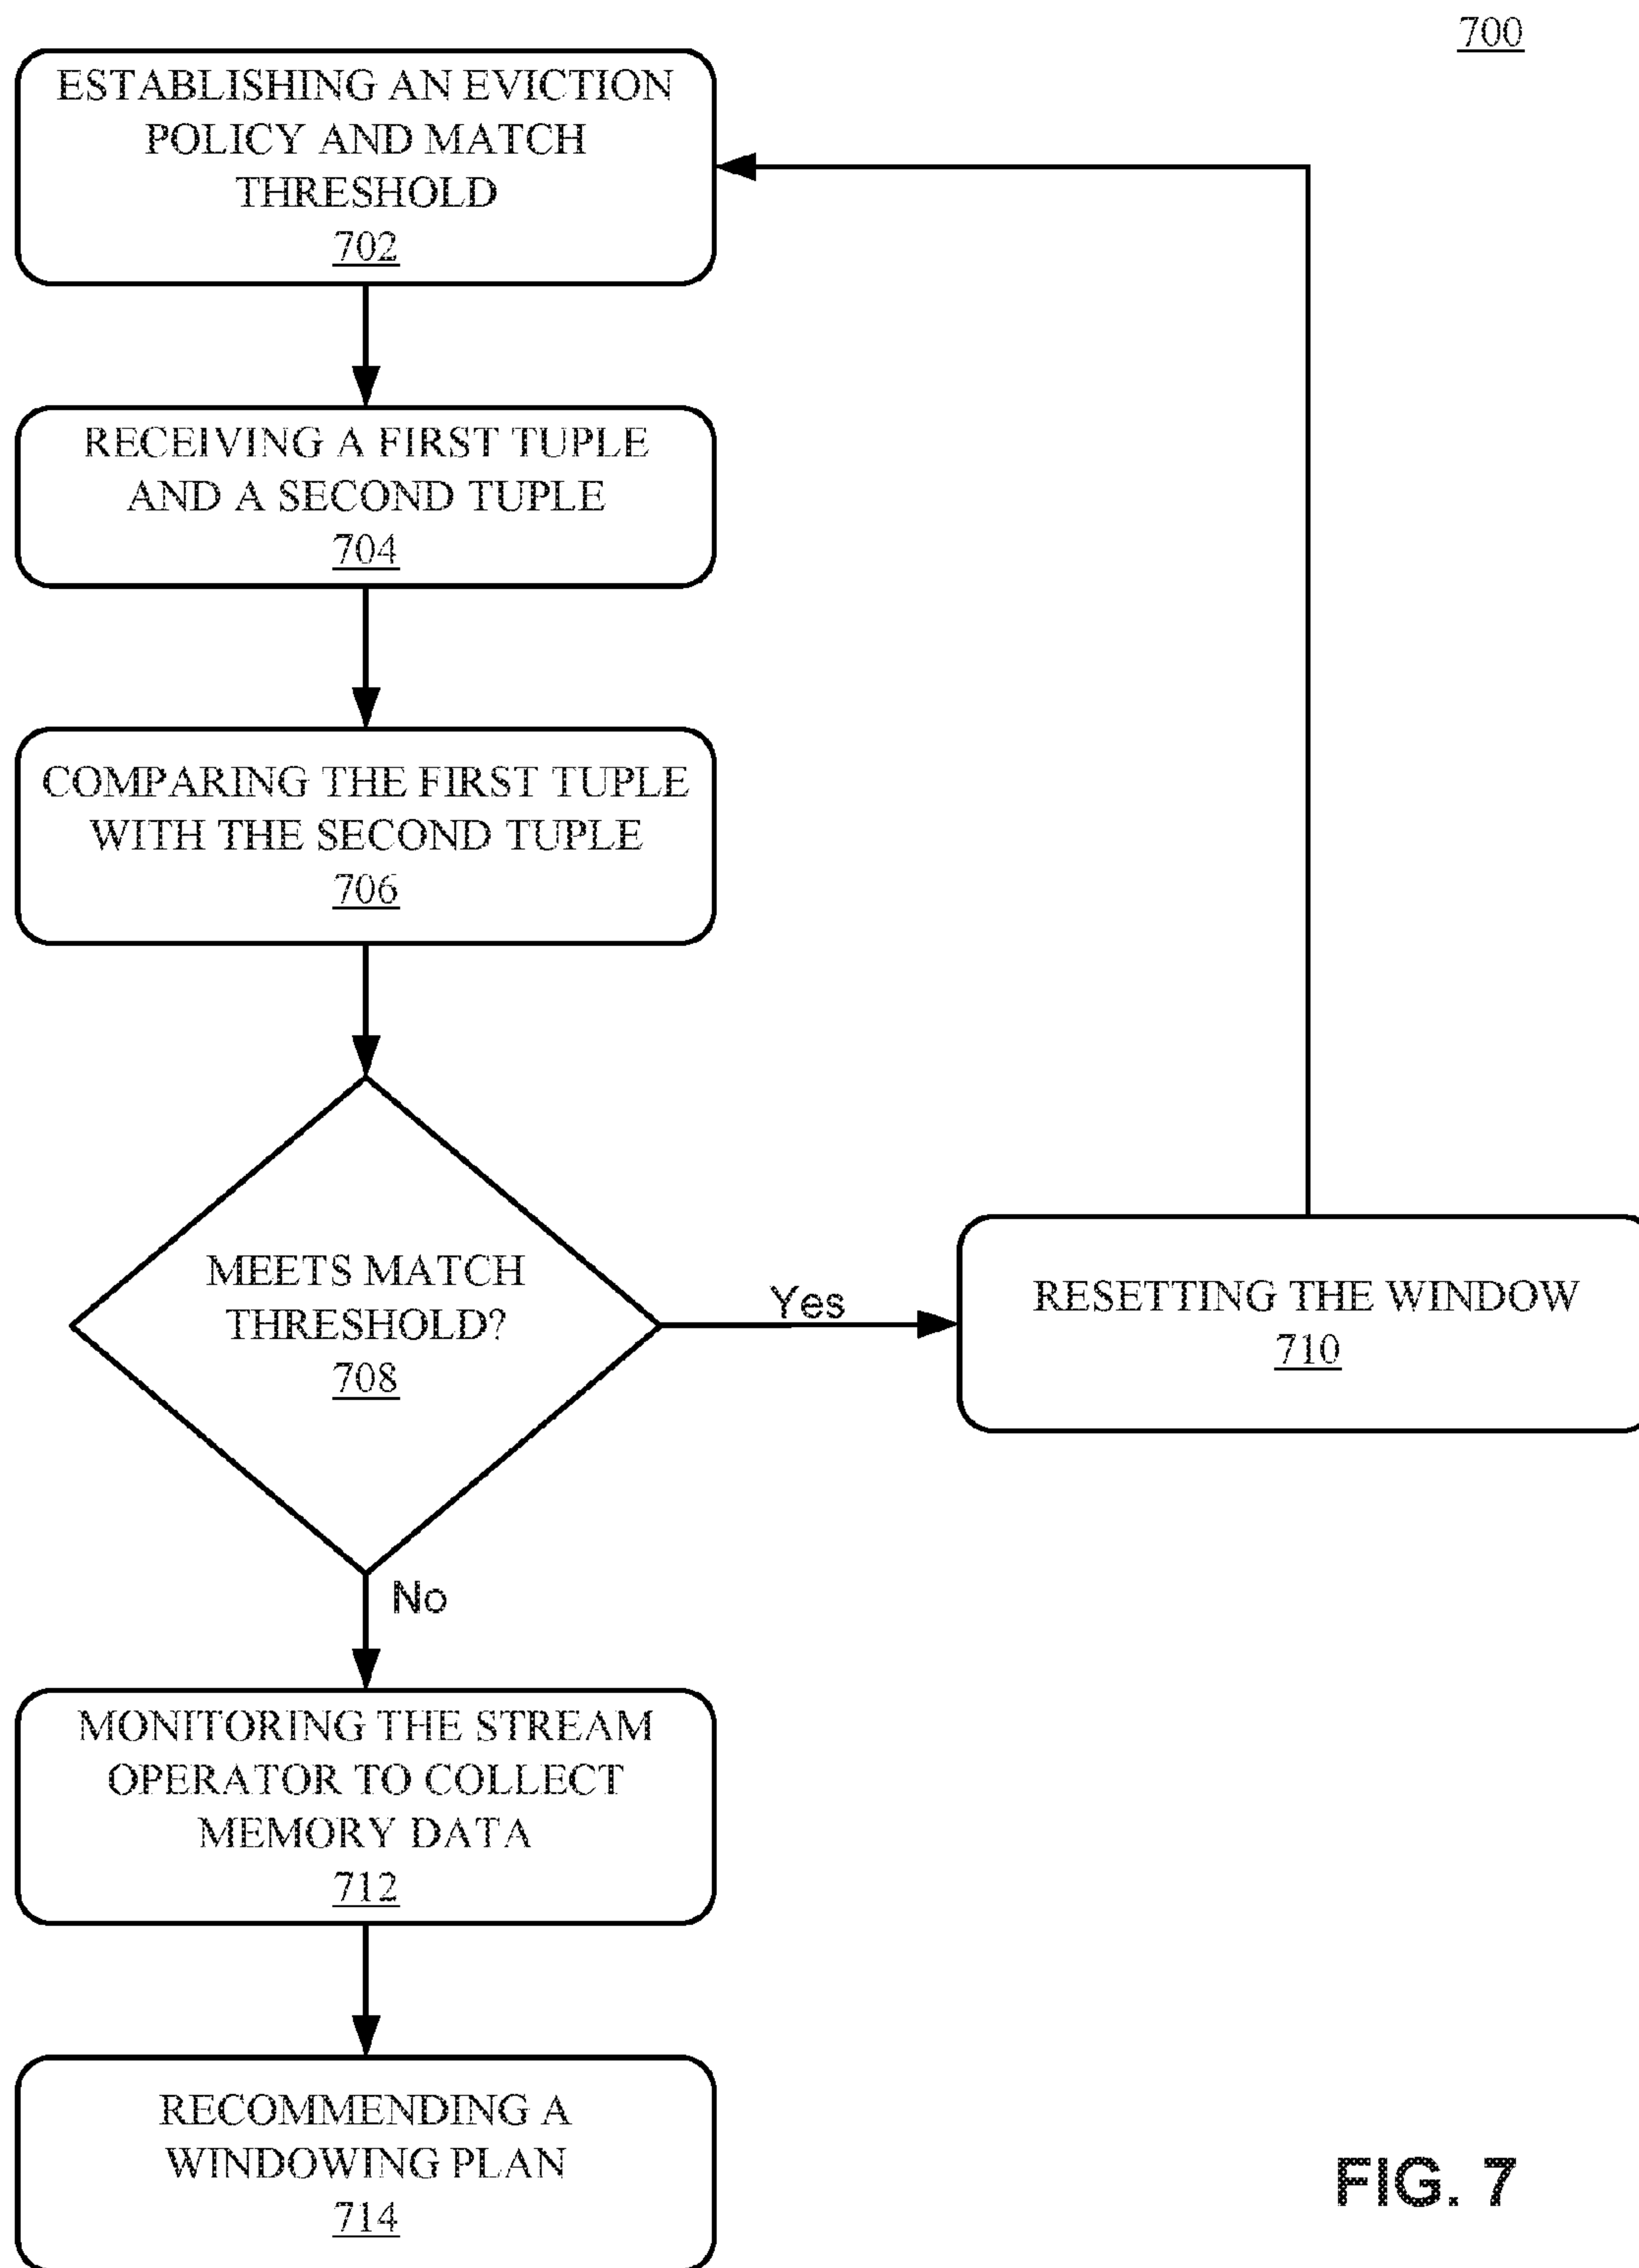 700
ESTABLISHING AN EVICTION
POLICY AND MATCH
THRESHOLD
702
RECEIVING A FIRST TUPLE
AND A SECOND TUPLE
704
COMPARING THE FIRST TUPLE
WITH THE SECOND TUPLE
706
MEETS MATCH
THRESHOLD?
708
Yes
RESETTING THE WINDOW
710
No
MONITORING THE STREAM
OPERATOR TO COLLECT
MEMORY DATA
712
RECOMMENDING A
WINDOWING PLAN
714
FIG. 7